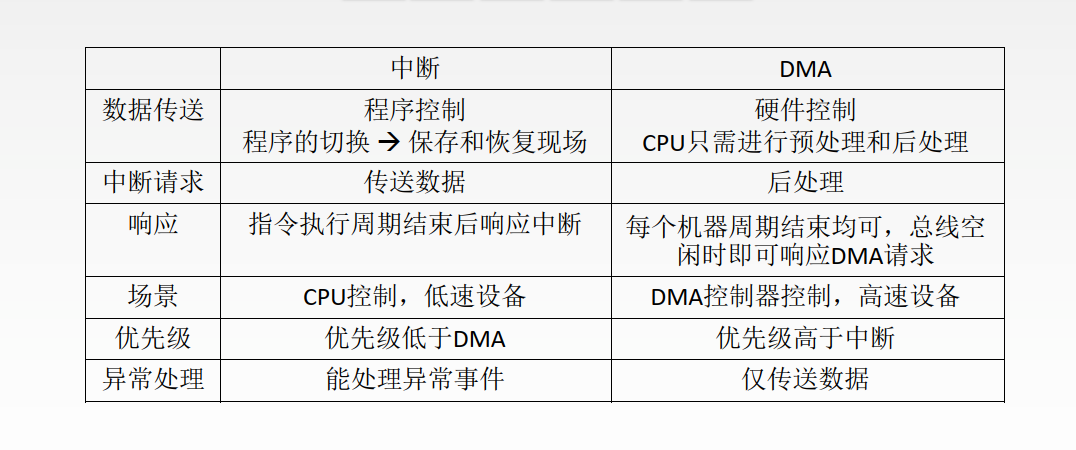 中断 DMA
数据传送 程序控制 硬件控制
程序的切换 → 保存和恢复现场 CPU只需进行预处理和后处理
中断请求 传送数据 后处理
响应 指令执行周期结束后响应中断 每个机器周期结束均可，总线空
闲时即可响应DMA请求
场景 CPU控制，低速设备 DMA控制器控制，高速设备
优先级 优先级低于DMA 优先级高于中断
异常处理 能处理异常事件 仅传送数据